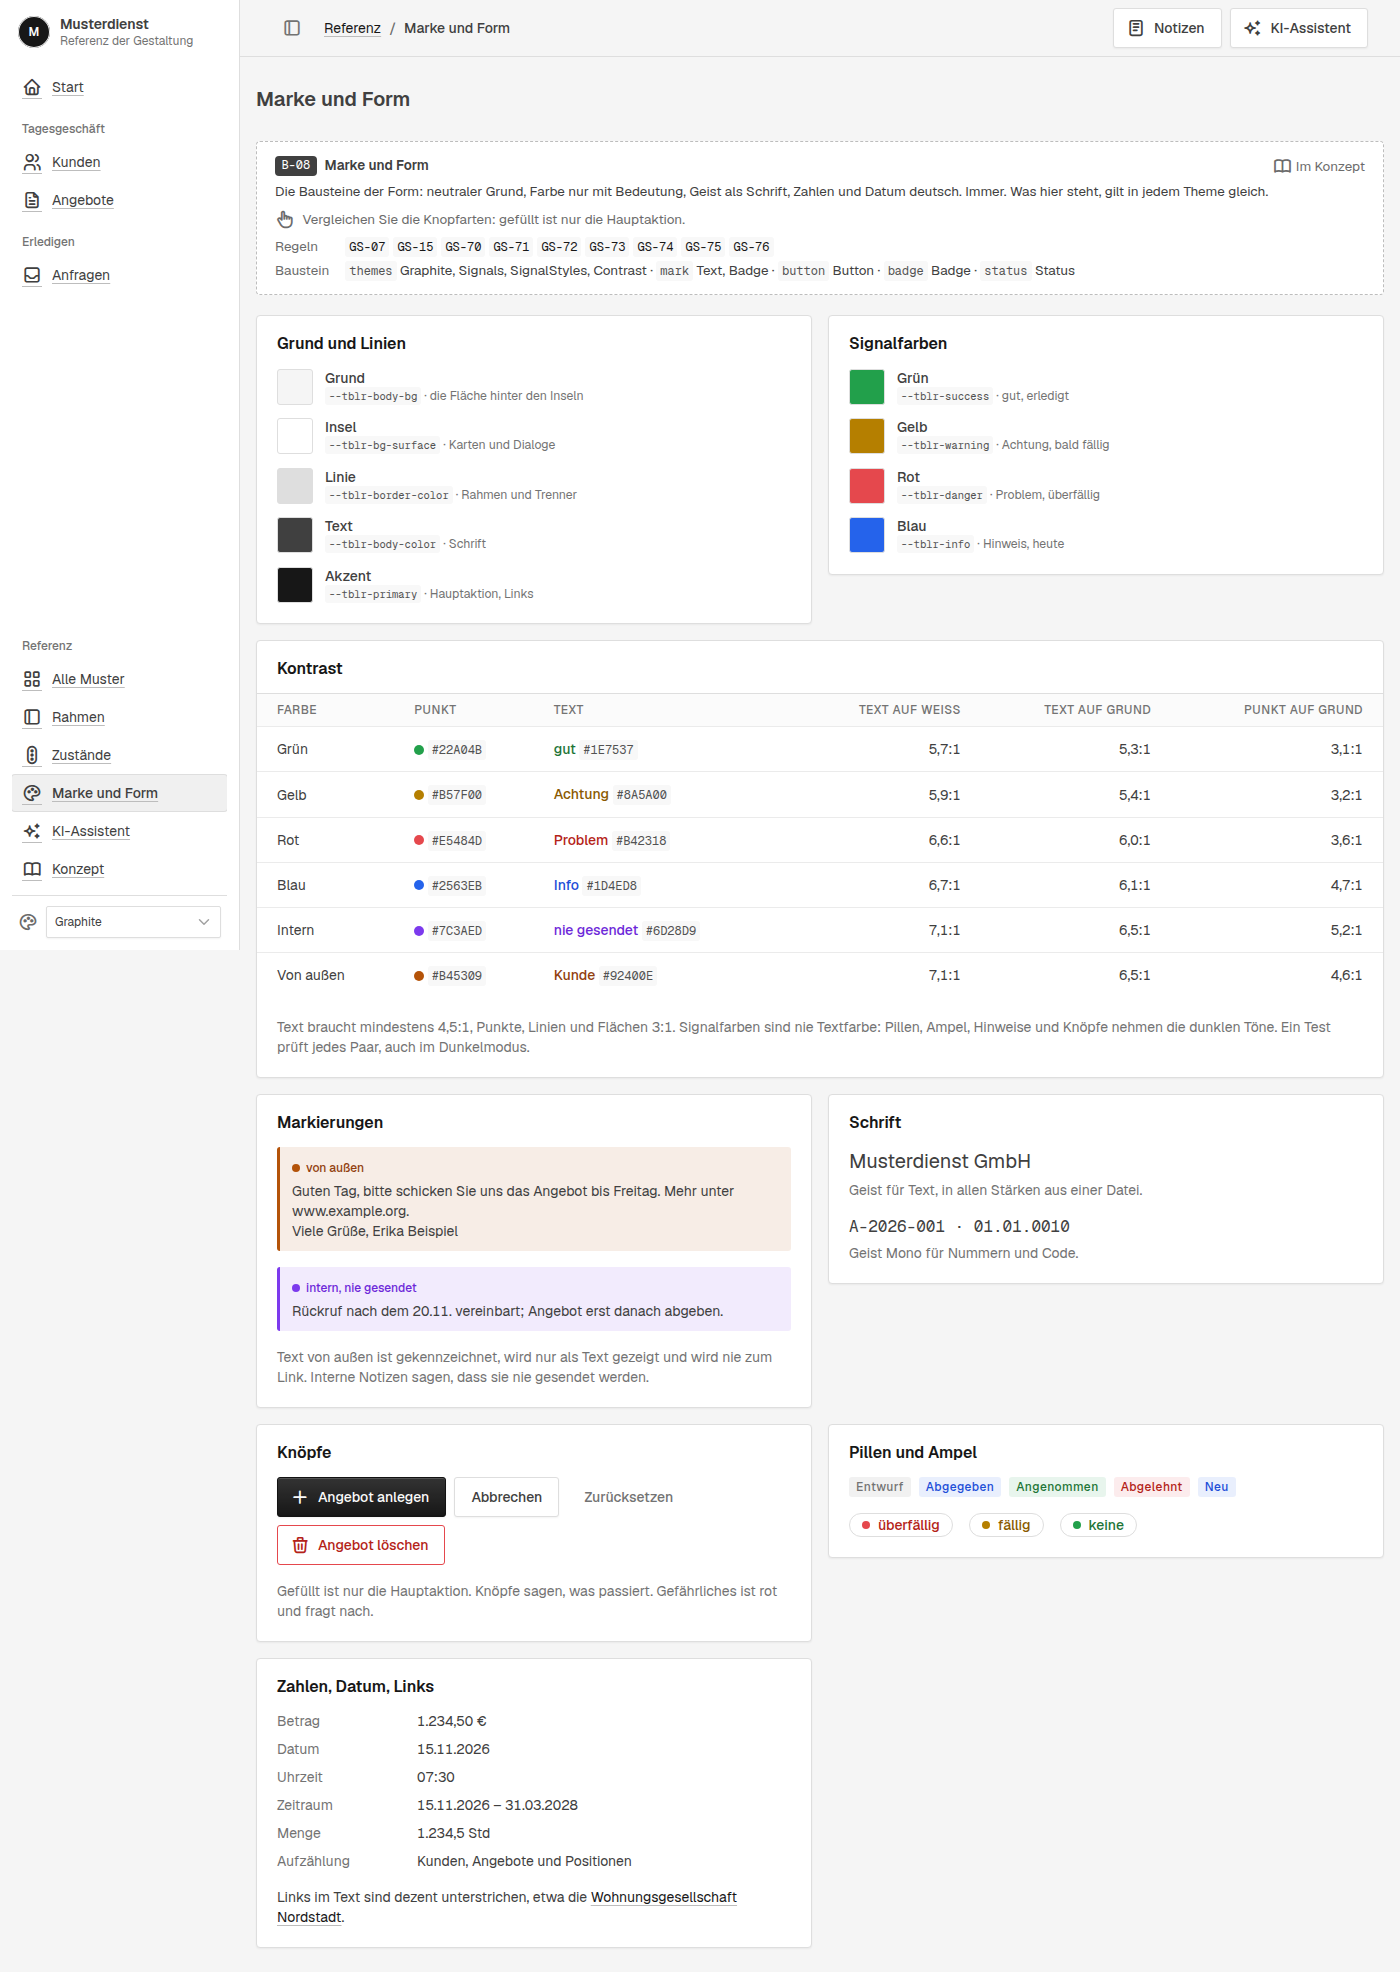 M
Musterdienst
Referenz der Gestaltung
Start
Tagesgeschäft
Kunden
Angebote
Erledigen
Anfragen
Referenz
Alle Muster
Rahmen
Zustände
Marke und Form
KI-Assistent
Konzept
Graphite
Referenz / Marke und Form
Notizen
KI-Assistent
Marke und Form
B-08 Marke und Form
Im Konzept
Die Bausteine der Form: neutraler Grund, Farbe nur mit Bedeutung, Geist als Schrift, Zahlen und Datum deutsch. Immer. Was hier steht, gilt in jedem Theme gleich.
Vergleichen Sie die Knopfarten: gefüllt ist nur die Hauptaktion.
Regeln GS-07 GS-15 GS-70 GS-71 GS-72 GS-73 GS-74 GS-75 GS-76
Baustein themes Graphite, Signals, SignalStyles, Contrast · mark Text, Badge · button Button · badge Badge · status Status
Grund und Linien
Grund
--tblr-body-bg · die Fläche hinter den Inseln
Insel
--tblr-bg-surface · Karten und Dialoge
Linie
--tblr-border-color · Rahmen und Trenner
Text
--tblr-body-color · Schrift
Akzent
--tblr-primary · Hauptaktion, Links
Signalfarben
Grün
--tblr-success · gut, erledigt
Gelb
--tblr-warning · Achtung, bald fällig
Rot
--tblr-danger · Problem, überfällig
Blau
--tblr-info · Hinweis, heute
Kontrast
FARBE PUNKT TEXT TEXT AUF WEISS TEXT AUF GRUND PUNKT AUF GRUND
Grün #22A04B gut #1E7537 5,7:1 5,3:1 3,1:1
Gelb #B57F00 Achtung #8A5A00 5,9:1 5,4:1 3,2:1
Rot #E5484D Problem #B42318 6,6:1 6,0:1 3,6:1
Blau #2563EB Info #1D4ED8 6,7:1 6,1:1 4,7:1
Intern #7C3AED nie gesendet #6D28D9 7,1:1 6,5:1 5,2:1
Von außen #B45309 Kunde #92400E 7,1:1 6,5:1 4,6:1
Text braucht mindestens 4,5:1, Punkte, Linien und Flächen 3:1. Signalfarben sind nie Textfarbe: Pillen, Ampel, Hinweise und Knöpfe nehmen die dunklen Töne. Ein Test
prüft jedes Paar, auch im Dunkelmodus.
Markierungen
von außen
Guten Tag, bitte schicken Sie uns das Angebot bis Freitag. Mehr unter
www.example.org.
Viele Grüße, Erika Beispiel
intern, nie gesendet
Rückruf nach dem 20.11. vereinbart; Angebot erst danach abgeben.
Text von außen ist gekennzeichnet, wird nur als Text gezeigt und wird nie zum
Link. Interne Notizen sagen, dass sie nie gesendet werden.
Schrift
Musterdienst GmbH
Geist für Text, in allen Stärken aus einer Datei.
A-2026-001 · 01.01.0010
Geist Mono für Nummern und Code.
Knöpfe
Angebot anlegen
Abbrechen
Zurücksetzen
Angebot löschen
Gefüllt ist nur die Hauptaktion. Knöpfe sagen, was passiert. Gefährliches ist rot
und fragt nach.
Pillen und Ampel
Entwurf Abgegeben Angenommen Abgelehnt Neu
überfällig fällig keine
Zahlen, Datum, Links
Betrag 1.234,50 €
Datum 15.11.2026
Uhrzeit 07:30
Zeitraum 15.11.2026 – 31.03.2028
Menge 1.234,5 Std
Aufzählung Kunden, Angebote und Positionen
Links im Text sind dezent unterstrichen, etwa die Wohnungsgesellschaft
Nordstadt.